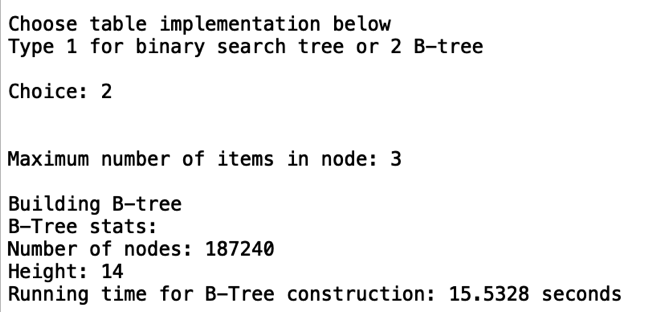 Choose table implementation below
Type 1 for binary search tree or 2 B-tree
Choice: 2
Maximum number of items in node: 3
Building B-tree
B-Tree stats:
Number of nodes: 187240
Height: 14
Running time for B-Tree construction: 15.5328 seconds